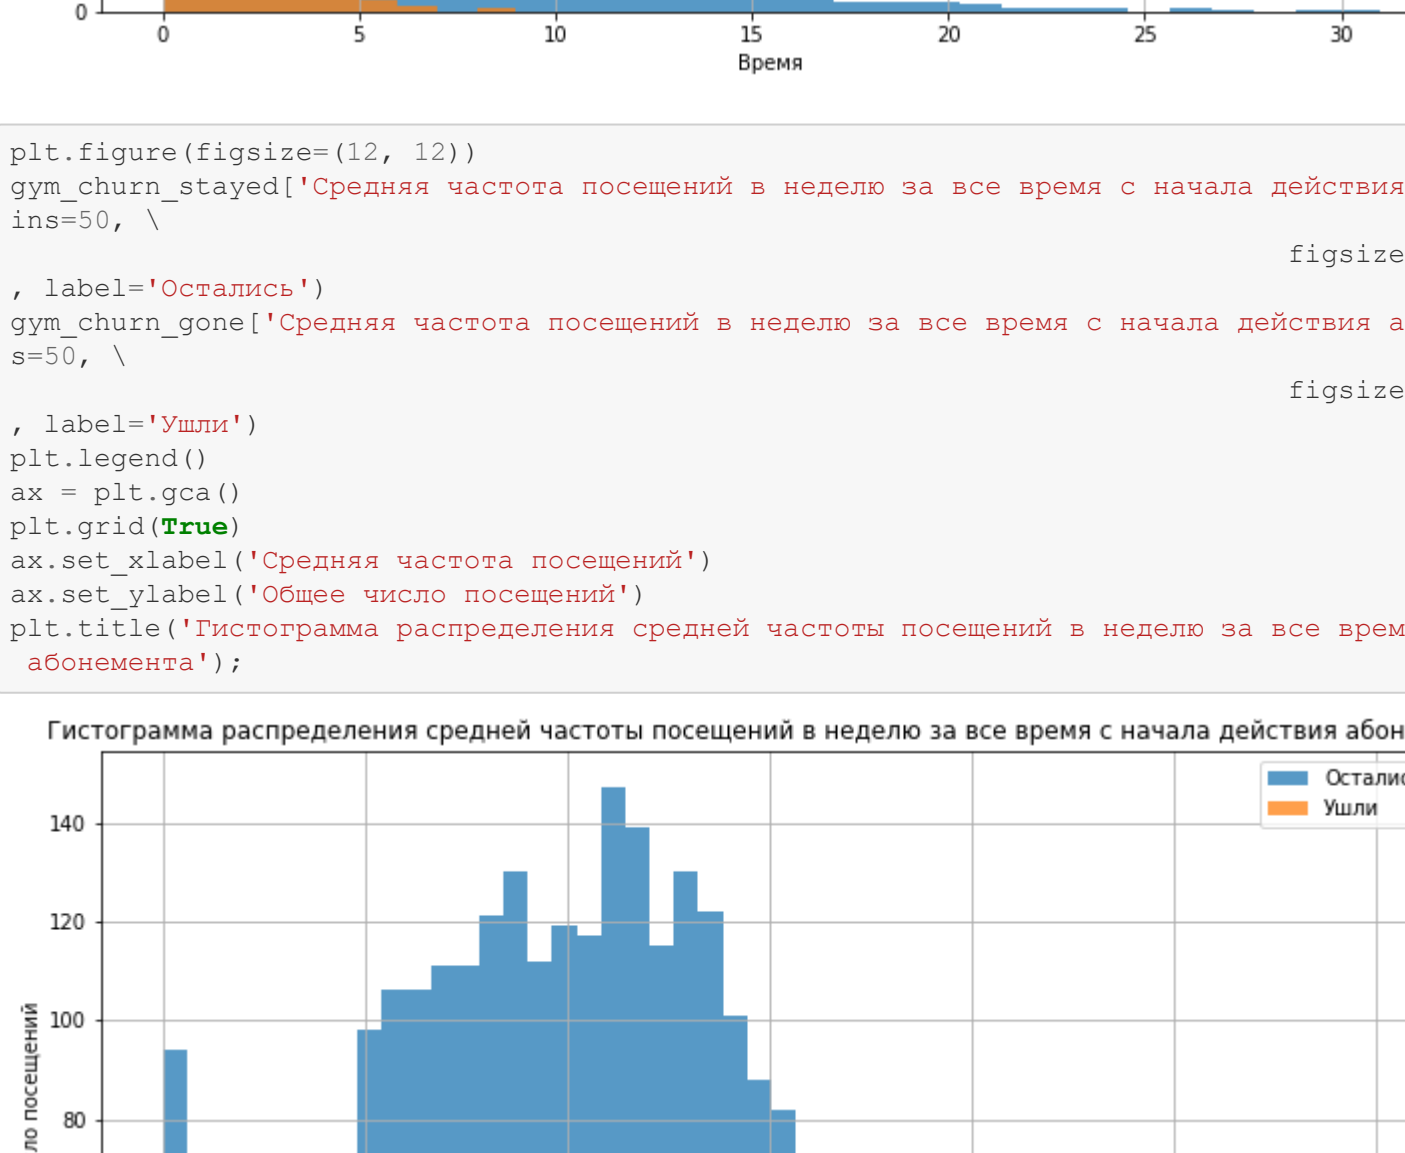 0
0 5 10 15 20 25 30
Время
plt.figure(figsize=(12, 12))
gym_churn_stayed['Средняя частота посещений в неделю за все время с начала действия
ins=50, \
figsize
, label='Остались')
gym_churn_gone['Средняя частота посещений в неделю за все время с начала действия а
s=50, \
figsize
, label='Ушли')
plt.legend()
ax = plt.gca()
plt.grid(True)
ax.set_xlabel('Средняя частота посещений')
ax.set_ylabel('Общее число посещений')
plt.title('Гистограмма распределения средней частоты посещений в неделю за все врем
абонемента');
Гистограмма распределения средней частоты посещений в неделю за все время с начала действия абон
Осталис
Ушли
140
120
100
80
ло посещений